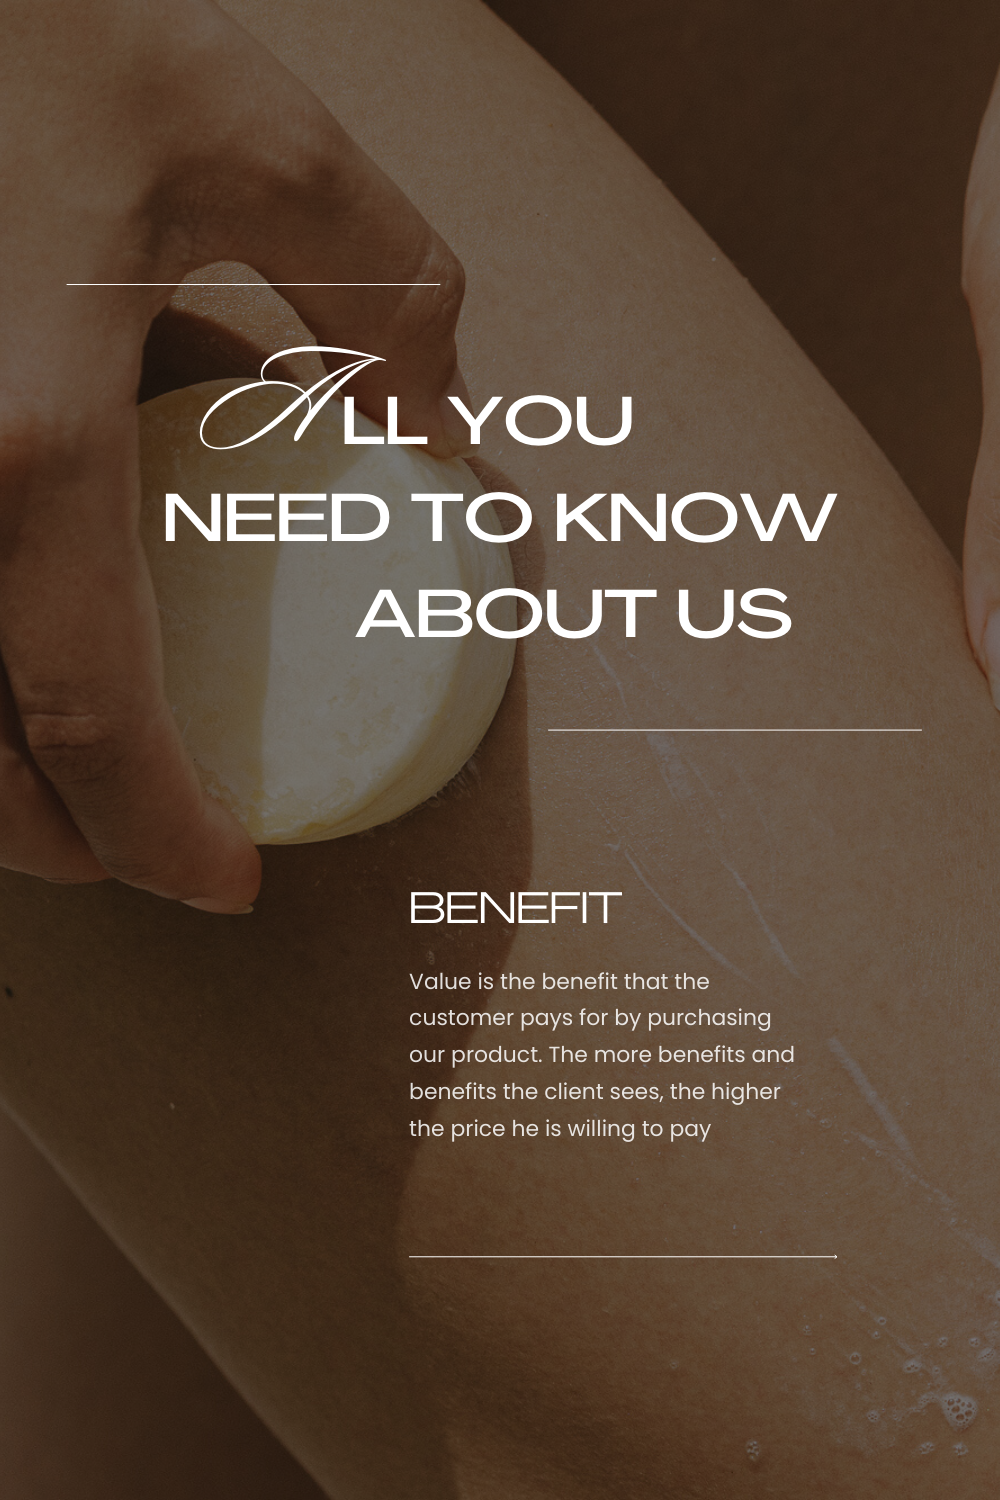 ALL YOU
NEED TO KNOW
ABOUT US
BENEFIT
Value is the benefit that the
customer pays for by purchasing
our product. The more benefits and
benefits the client sees, the higher
the price he is willing to pay